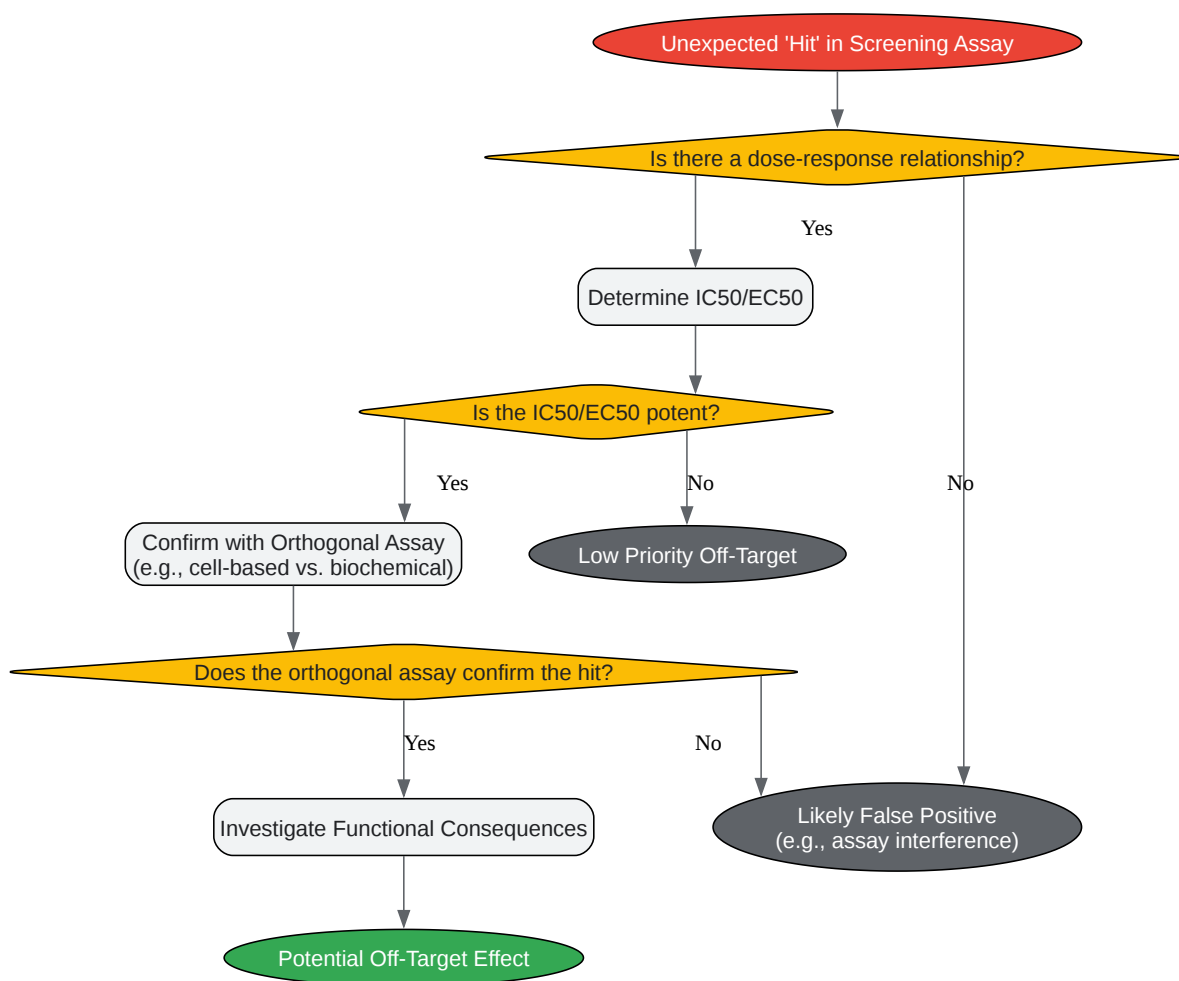 Unexpected 'Hit' in Screening Assay
Is there a dose-response relationship?
Yes
Determine IC50/EC50
Is the IC50/EC50 potent?
Yes
No
No
Confirm with Orthogonal Assay
(e.g., cell-based vs. biochemical)
Low Priority Off-Target
Does the orthogonal assay confirm the hit?
Yes
No
Investigate Functional Consequences
Likely False Positive
(e.g., assay interference)
Potential Off-Target Effect